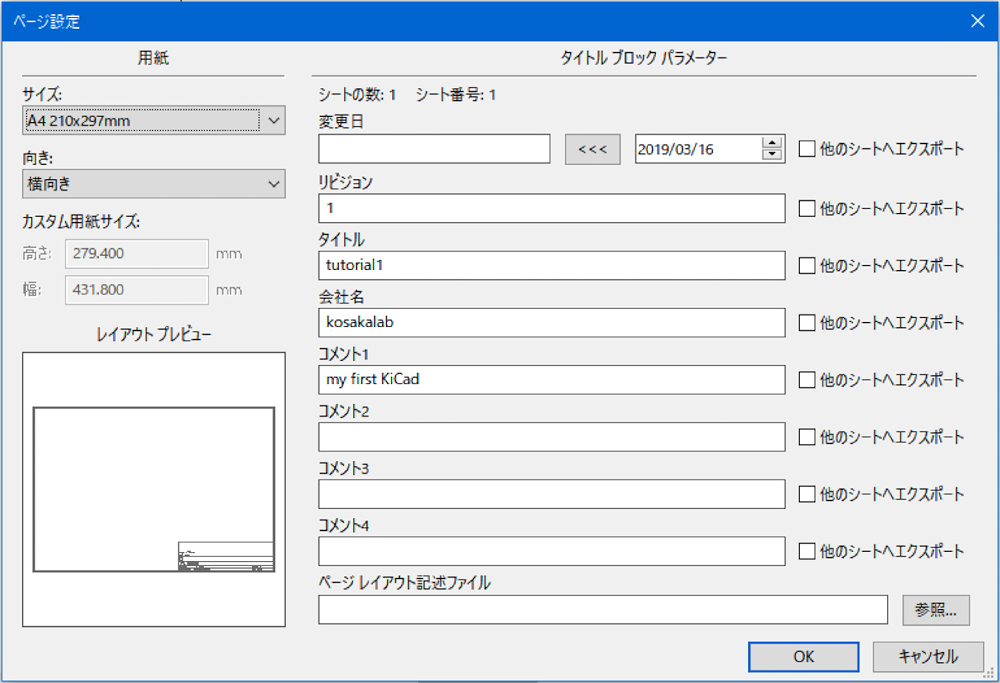 ページ設定
用紙
サイズ:
A4 210x297mm
向き:
横向き
カスタム用紙サイズ:
高さ: 279.400 mm
幅: 431.800 mm
レイアウト プレビュー
タイトル ブロック パラメーター
シートの数: 1 シート番号: 1
変更日
<<< 2019/03/16 他のシートへエクスポート
リビジョン
1 他のシートへエクスポート
タイトル
tutorial1 他のシートへエクスポート
会社名
kosakalab 他のシートへエクスポート
コメント1
my first KiCad 他のシートへエクスポート
コメント2
他のシートへエクスポート
コメント3
他のシートへエクスポート
コメント4
他のシートへエクスポート
ページ レイアウト記述ファイル
参照...
OK キャンセル